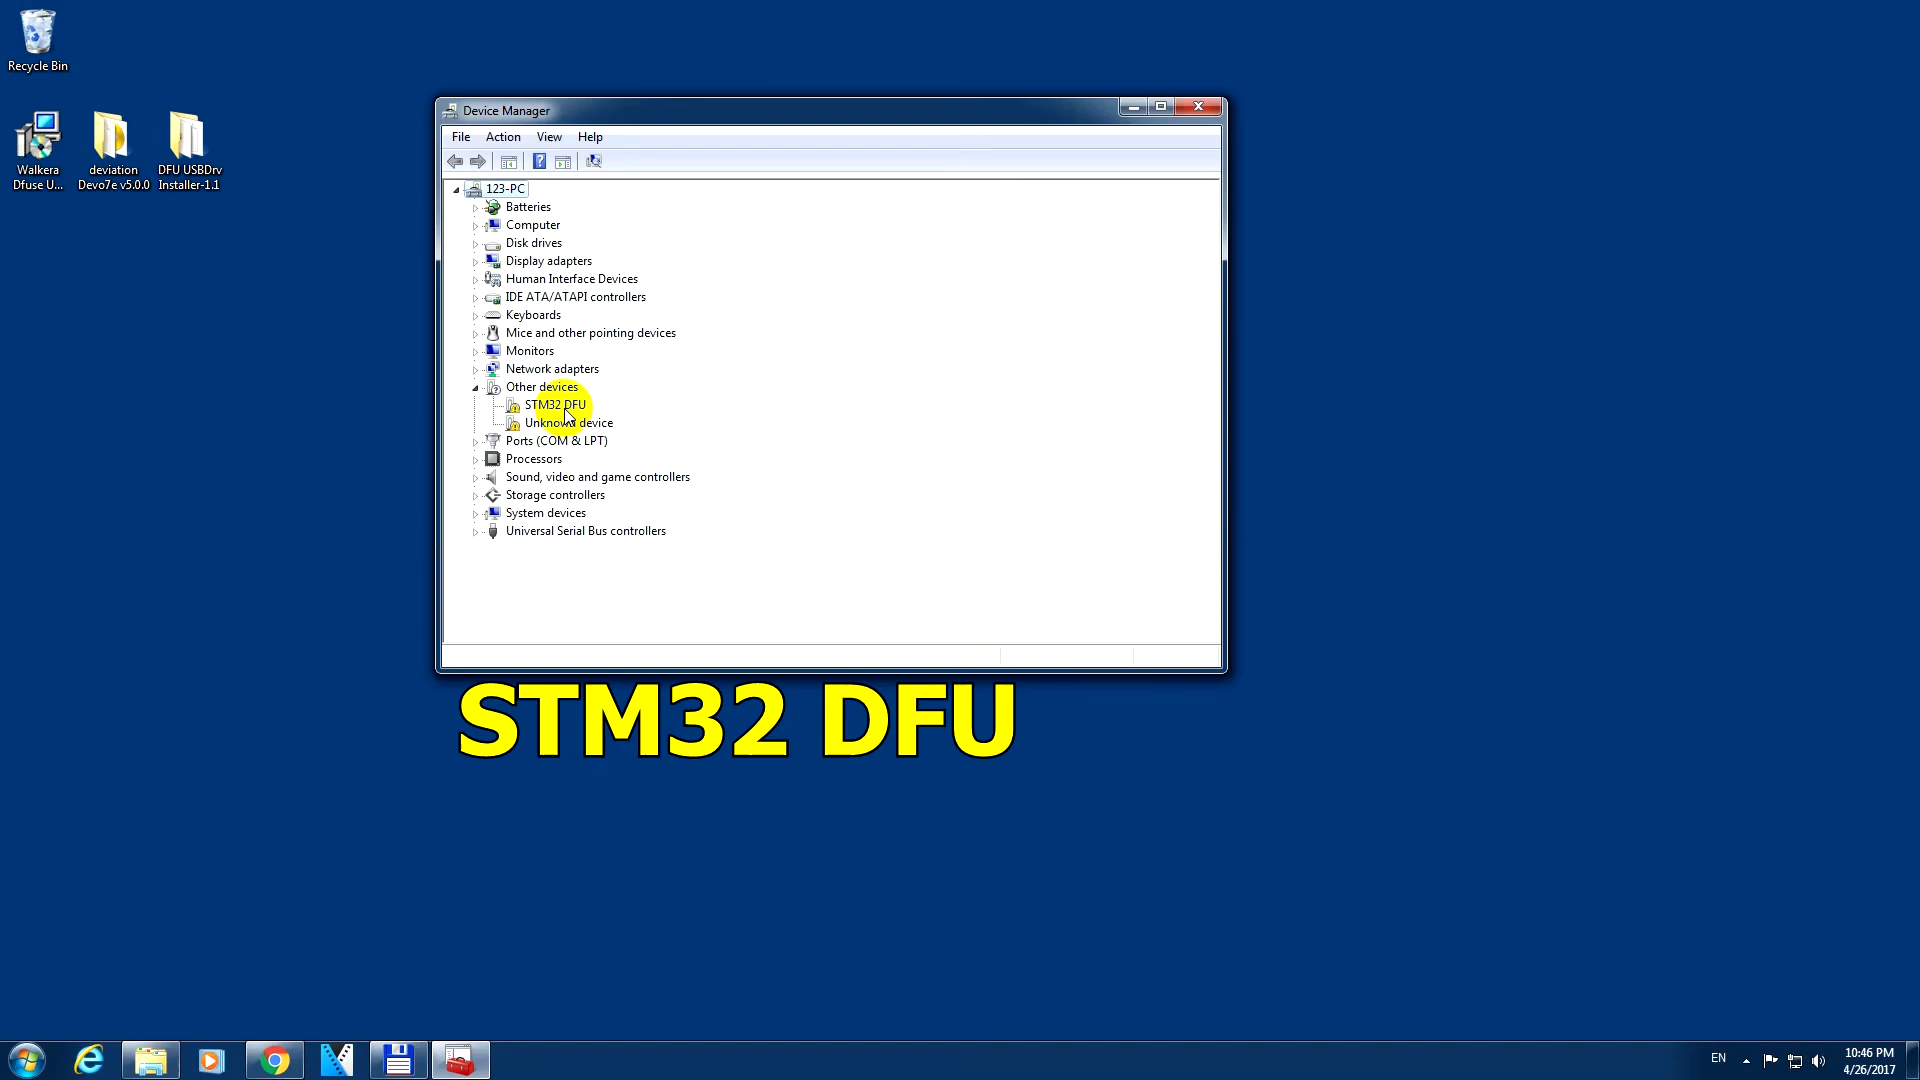 Recycle Bin
Walkera
Dfuse U...
deviation
Devo7e v5.0.0
DFU USBDrv
Installer-1.1
Device Manager
File Action View Help
123-PC
Batteries
Computer
Disk drives
Display adapters
Human Interface Devices
IDE ATA/ATAPI controllers
Keyboards
Mice and other pointing devices
Monitors
Network adapters
Other devices
STM32 DFU
Unknown device
Ports (COM & LPT)
Processors
Sound, video and game controllers
Storage controllers
System devices
Universal Serial Bus controllers
STM32 DFU
EN
10:46 PM
4/26/2017